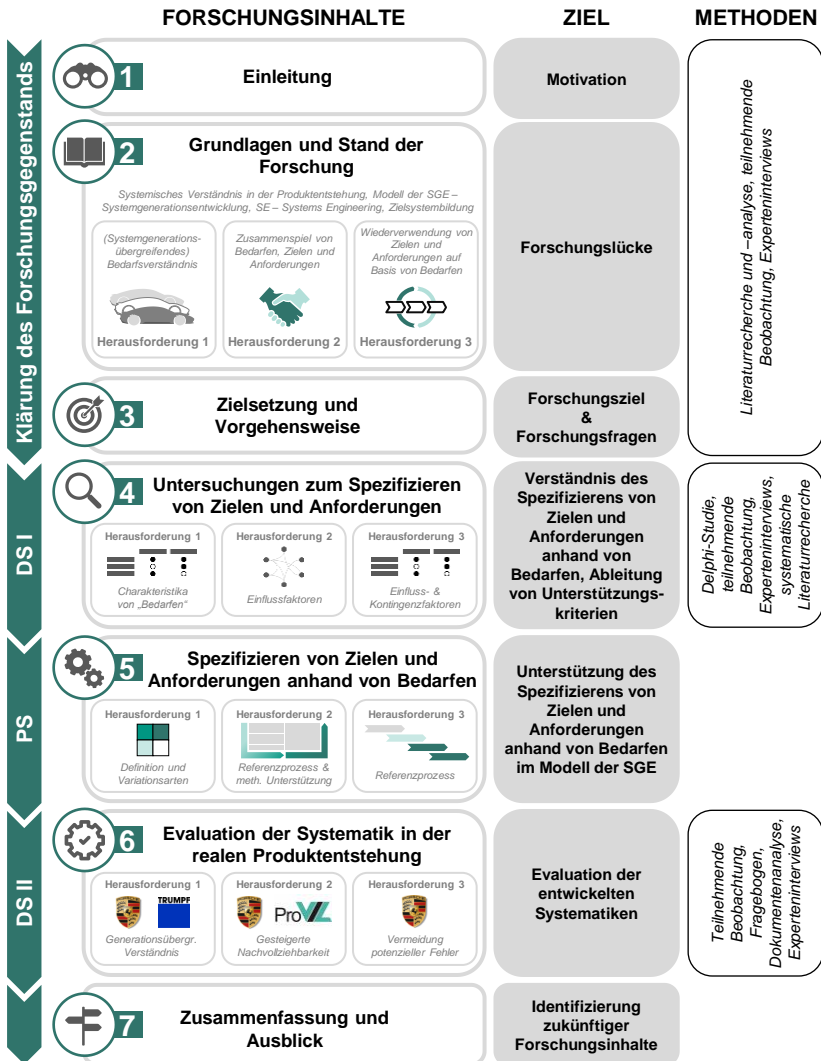 FORSCHUNGSINHALTE
ZIEL
METHODEN
Klärung des Forschungsgegenstands
1
Einleitung
Motivation
Literaturrecherche und –analyse, teilnehmende
Beobachtung, Experteninterviews
2
Grundlagen und Stand der
Forschung
Systemisches Verständnis in der Produktentstehung, Modell der SGE –
Systemgenerationsentwicklung, SE – Systems Engineering, Zielsystembildung
(Systemgenerations-
übergreifendes)
Bedarfsverständnis
Herausforderung 1
Zusammenspiel von
Bedarfen, Zielen und
Anforderungen
Herausforderung 2
Wiederverwendung von
Zielen und
Anforderungen auf
Basis von Bedarfen
Herausforderung 3
Forschungslücke
3
Zielsetzung und
Vorgehensweise
Forschungsziel
&
Forschungsfragen
DS I
4
Untersuchungen zum Spezifizieren
von Zielen und Anforderungen
Herausforderung 1
Charakteristika
von „Bedarfen“
Herausforderung 2
Einflussfaktoren
Herausforderung 3
Einfluss- &
Kontingenzfaktoren
Verständnis des
Spezifizierens von
Zielen und
Anforderungen
anhand von
Bedarfen, Ableitung
von Unterstützungs-
kriterien
Delphi-Studie,
teilnehmende
Beobachtung,
Experteninterviews,
systematische
Literaturrecherche
PS
5
Spezifizieren von Zielen und
Anforderungen anhand von Bedarfen
Herausforderung 1
Definition und
Variationsarten
Herausforderung 2
Referenzprozess &
meth. Unterstützung
Herausforderung 3
Referenzprozess
Unterstützung des
Spezifizierens von
Zielen und
Anforderungen
anhand von Bedarfen
im Modell der SGE
DS II
6
Evaluation der Systematik in der
realen Produktentstehung
Herausforderung 1
TRUMPF
Generationsübergr.
Verständnis
Herausforderung 2
ProVIL
Gesteigerte
Nachvollziehbarkeit
Herausforderung 3
Vermeidung
potenzieller Fehler
Evaluation der
entwickelten
Systematiken
Teilnehmende
Beobachtung,
Fragebogen,
Dokumentenanalyse,
Experteninterviews
7
Zusammenfassung und
Ausblick
Identifizierung
zukünftiger
Forschungsinhalte